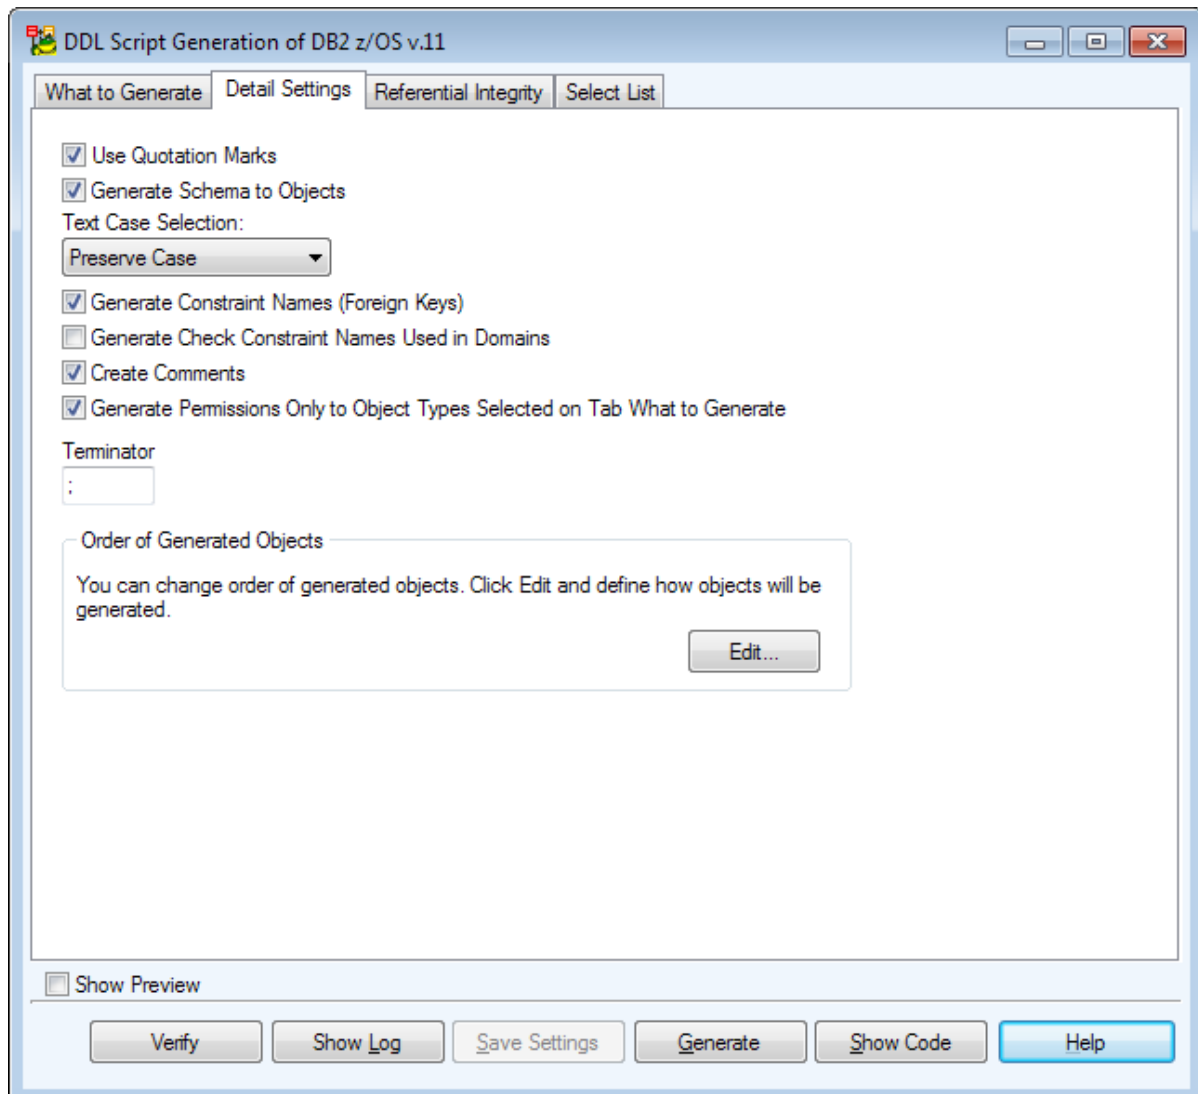 DDL Script Generation of DB2 z/OS v.11
What to Generate
Detail Settings
Referential Integrity
Select List
Use Quotation Marks
Generate Schema to Objects
Text Case Selection:
Preserve Case
Generate Constraint Names (Foreign Keys)
Generate Check Constraint Names Used in Domains
Create Comments
Generate Permissions Only to Object Types Selected on Tab What to Generate
Terminator
;
Order of Generated Objects
You can change order of generated objects. Click Edit and define how objects will be
generated.
Edit...
Show Preview
Verify
Show Log
Save Settings
Generate
Show Code
Help